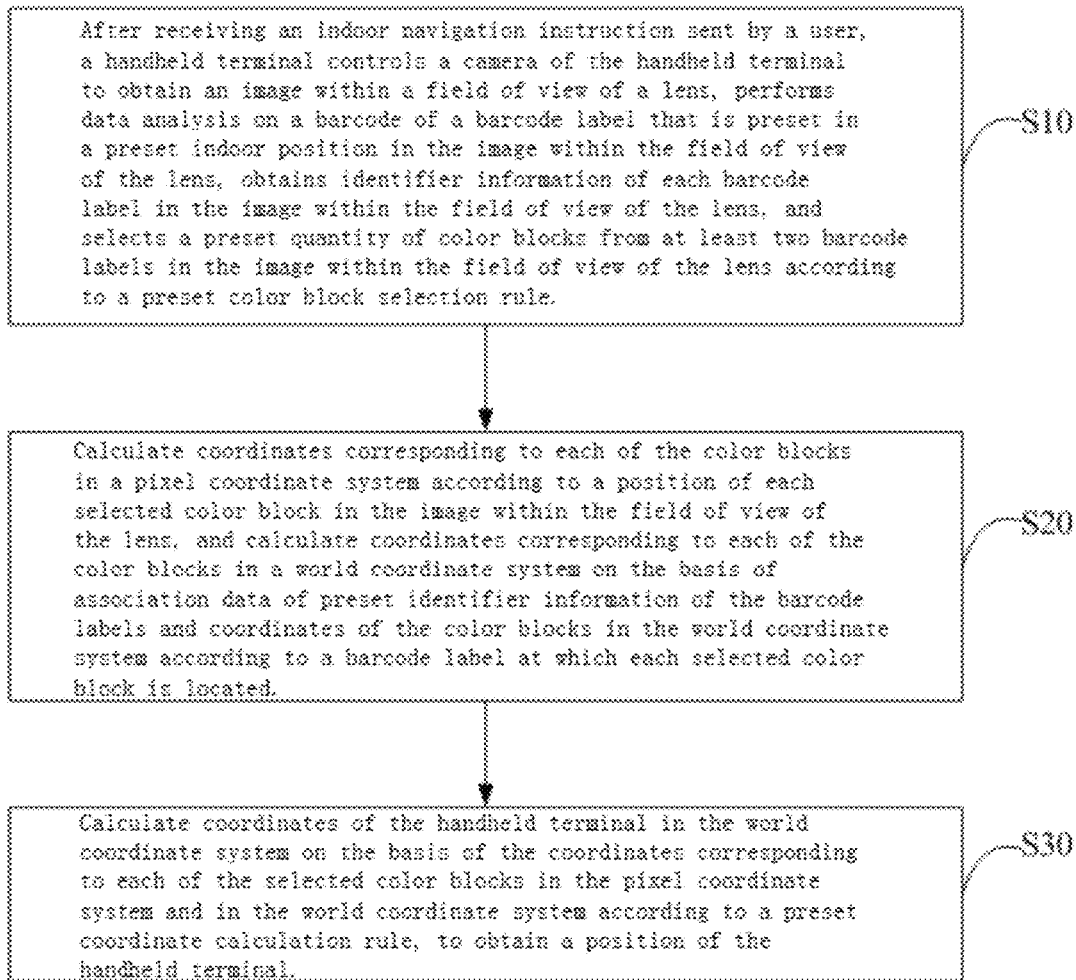 After receiving an indoor navigation instruction sent by a user,
a handheld terminal controls a camera of the handheld terminal
to obtain an image within a field of view of a lens, performs
data analysis on a barcode of a barcode label that is preset in
a preset indoor position in the image within the field of view
of the lens, obtains identifier information of each barcode
label in the image within the field of view of the lens, and
selects a preset quantity of color blocks from at least two barcode
labels in the image within the field of view of the lens according
to a preset color block selection rule.
S10
Calculate coordinates corresponding to each of the color blocks
in a pixel coordinate system according to a position of each
selected color block in the image within the field of view of
the lens, and calculate coordinates corresponding to each of the
color blocks in a world coordinate system on the basis of
association data of preset identifier information of the barcode
labels and coordinates of the color blocks in the world coordinate
system according to a barcode label at which each selected color
block is located.
S20
Calculate coordinates of the handheld terminal in the world
coordinate system on the basis of the coordinates corresponding
to each of the selected color blocks in the pixel coordinate
system and in the world coordinate system according to a preset
coordinate calculation rule, to obtain a position of the
handheld terminal.
S30